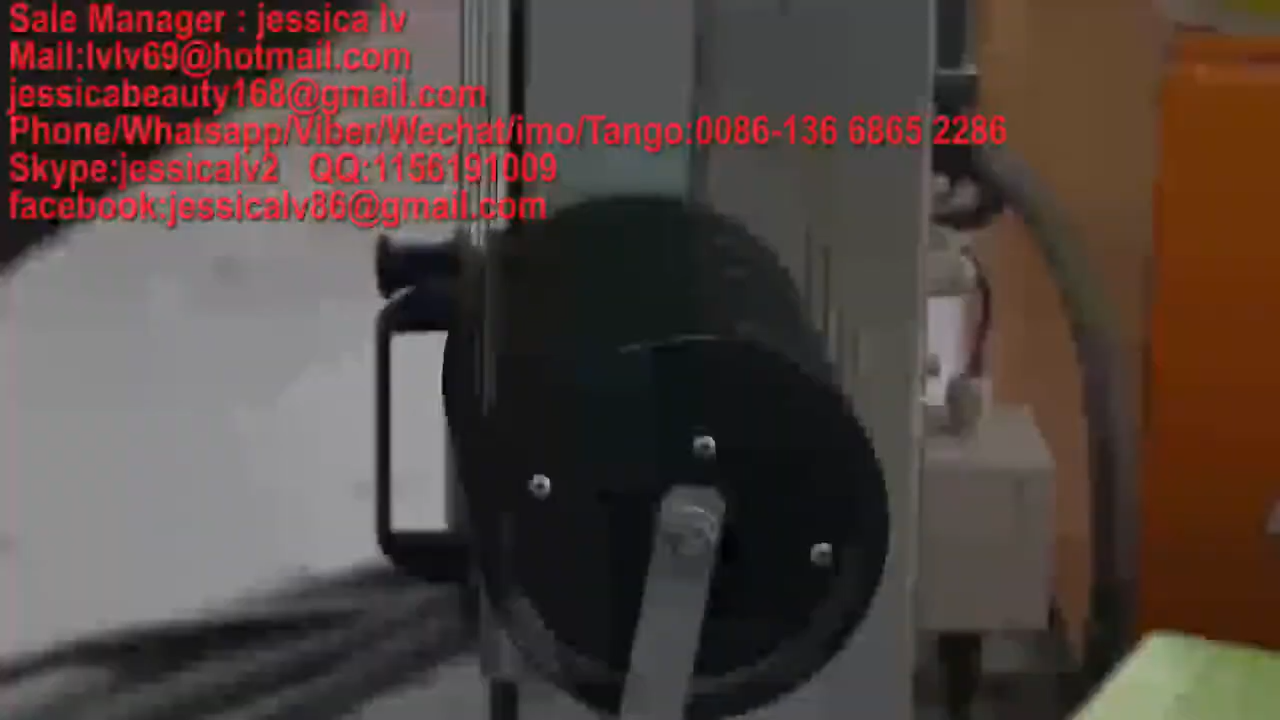 Sale Manager : jessica lv
Mail:lvlv69@hotmail.com
jessicabeauty168@gmail.com
Phone/Whatsapp/Viber/Wechat/imo/Tango:0086-136 6865 2286
Skype:jessicalv2 QQ:1156191009
facebook:jessicalv86@gmail.com